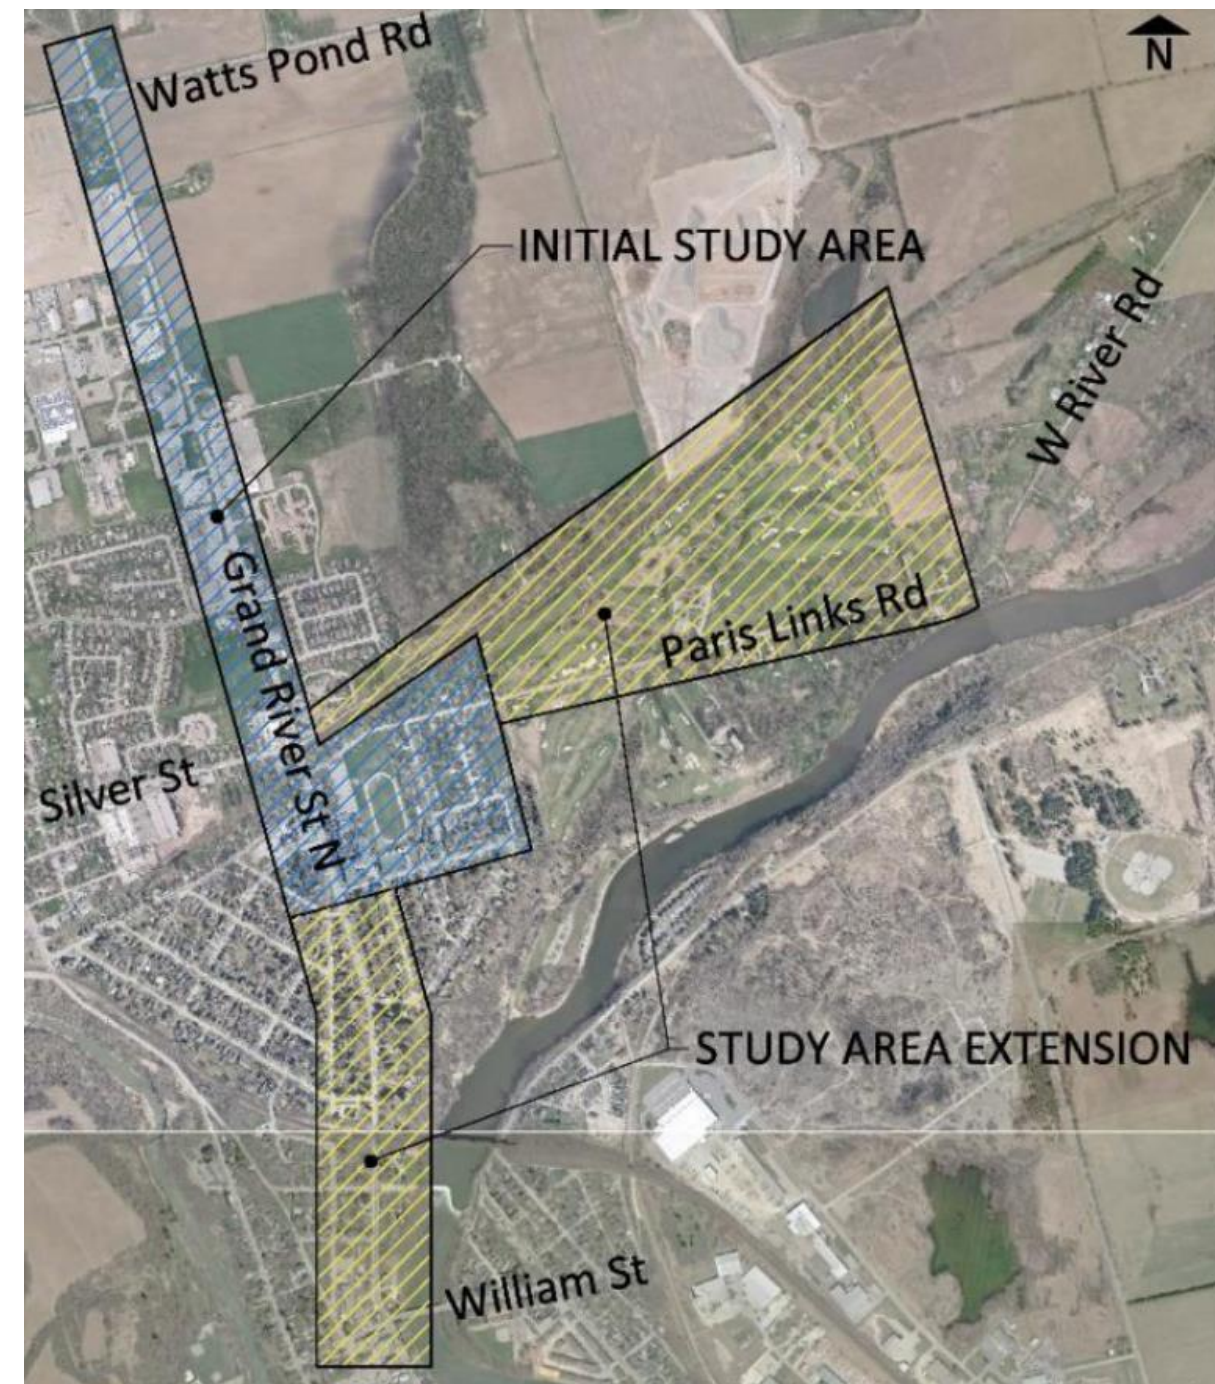 Watts Pond Rd
N
INITIAL STUDY AREA
W River Rd
Grand River St N
Paris Links Rd
Silver St
STUDY AREA EXTENSION
William St